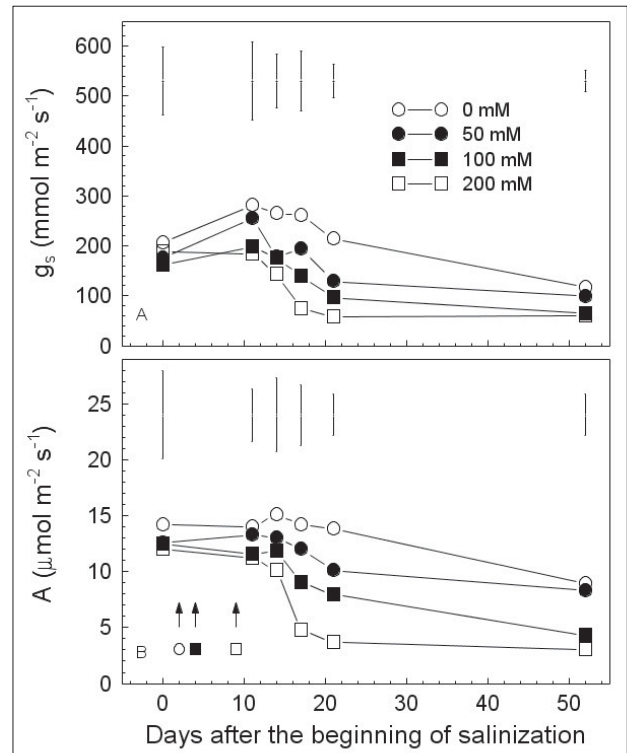 600
500
400
300
200
100
0
g_s (mmol m⁻² s⁻¹)
0 mM
50 mM
100 mM
200 mM
A
25
20
15
10
5
0
A (μmol m⁻² s⁻¹)
B
0 10 20 30 40 50
Days after the beginning of salinization